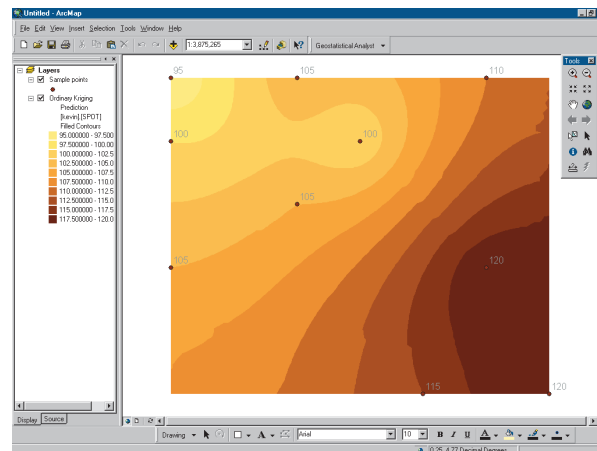 Untitled - ArcMap
File Edit View Insert Selection Tools Window Help
1:3,875,265
Geostatistical Analyst
Layers
Sample points
Ordinary Kriging
Prediction
[kevin].[SPOT]
Filled Contours
95.000000 - 97.500
97.500000 - 100.00
100.000000 - 102.5
102.500000 - 105.0
105.000000 - 107.5
107.500000 - 110.0
110.000000 - 112.5
112.500000 - 115.0
115.000000 - 117.5
117.500000 - 120.0
Display Source
95
105
110
100
100
105
105
120
115
120
Tools
Drawing
A
Arial
10
B I U A
0.25 4.77 Decimal Degrees